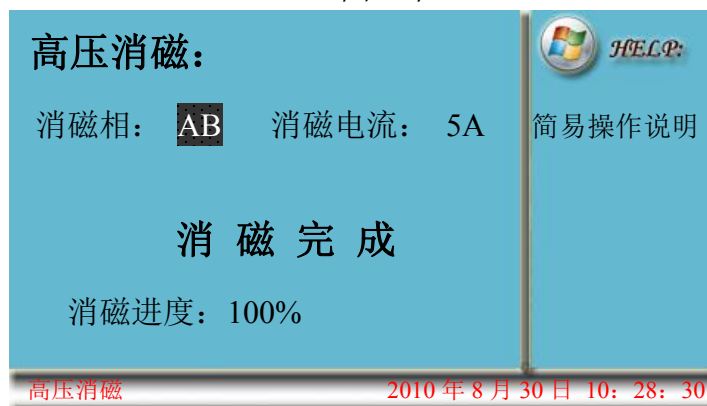 高压消磁：
HELP:
消磁相： AB 消磁电流： 5A
简易操作说明
消 磁 完 成
消磁进度：100%
高压消磁 2010 年 8 月 30 日 10：28：30